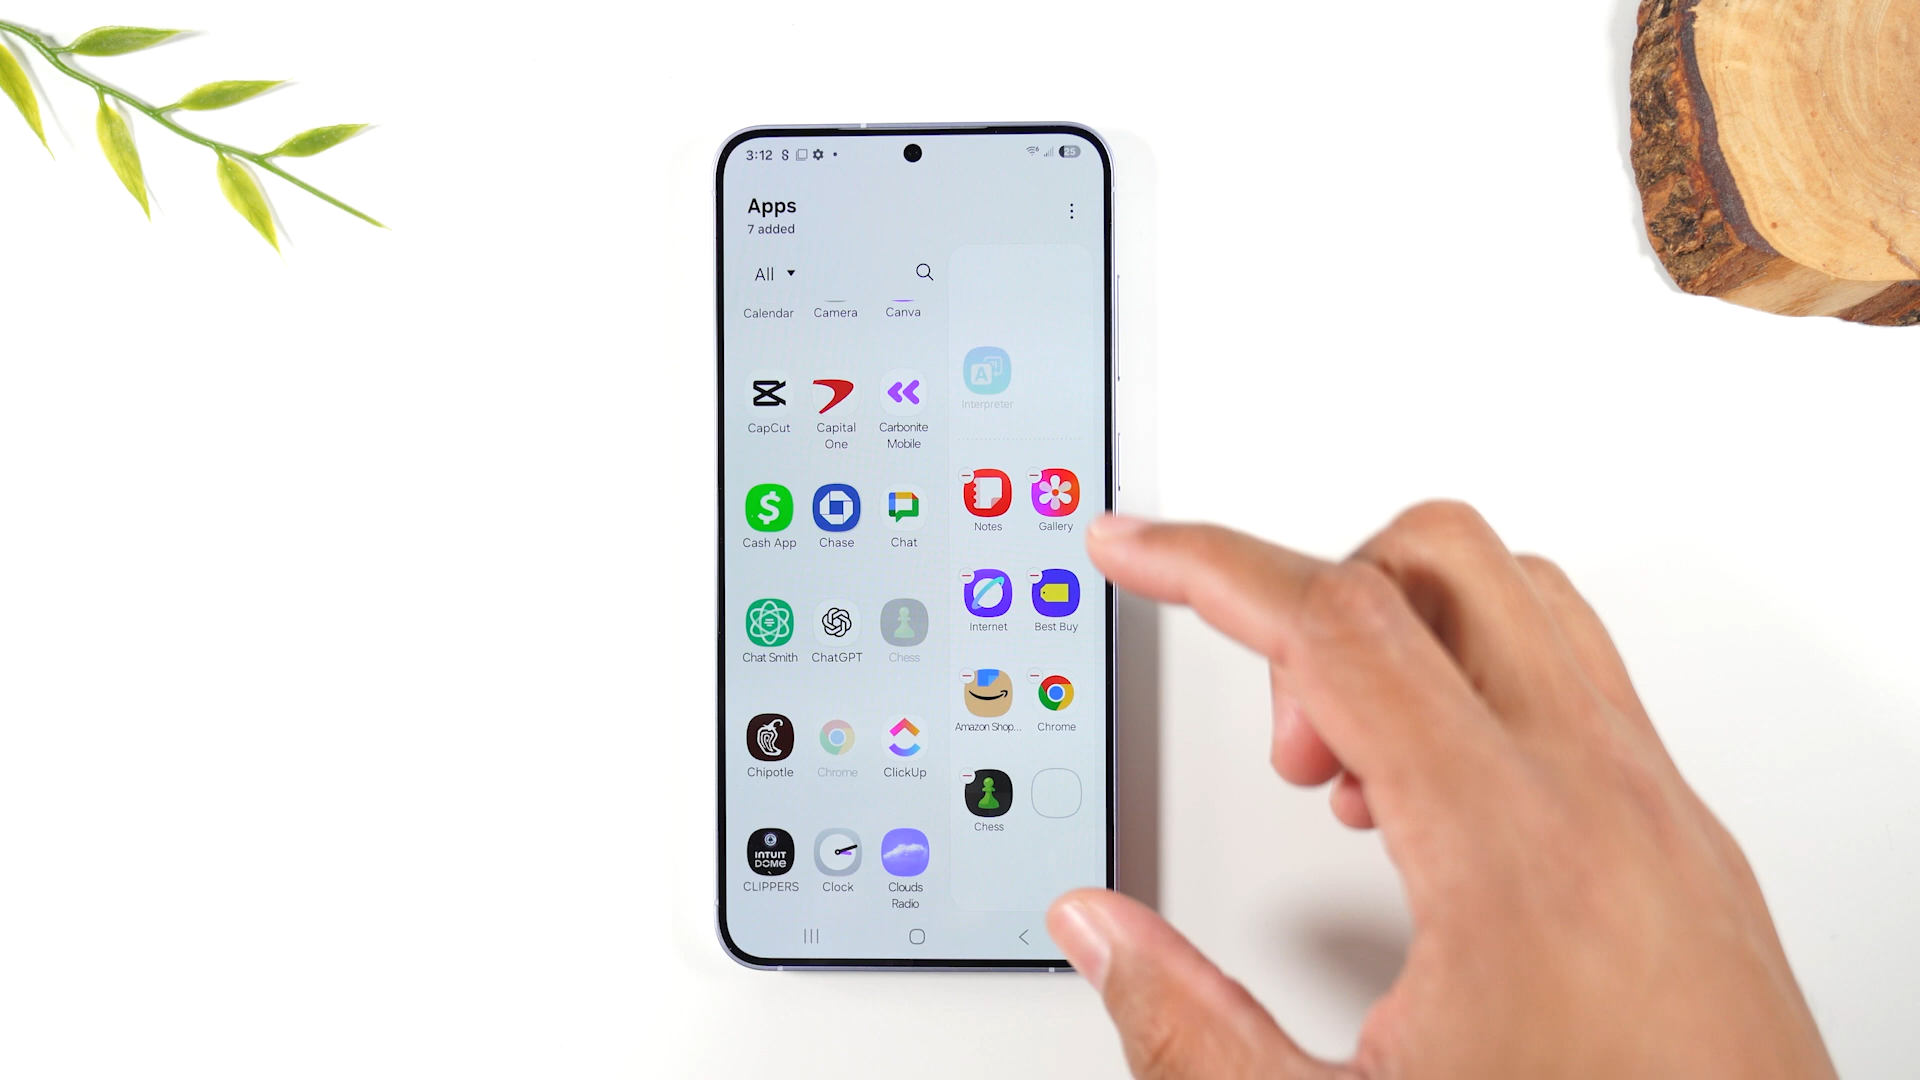 3:12
25
Apps
7 added
All
Calendar Camera Canva
Interpreter
CapCut Capital One Carbonite Mobile
Notes Gallery
Cash App Chase Chat
Internet Best Buy
Chat Smith ChatGPT Chess
Amazon Shop... Chrome
Chipotle Chrome ClickUp
Chess
INTUIT
DOME
CLIPPERS Clock Clouds Radio